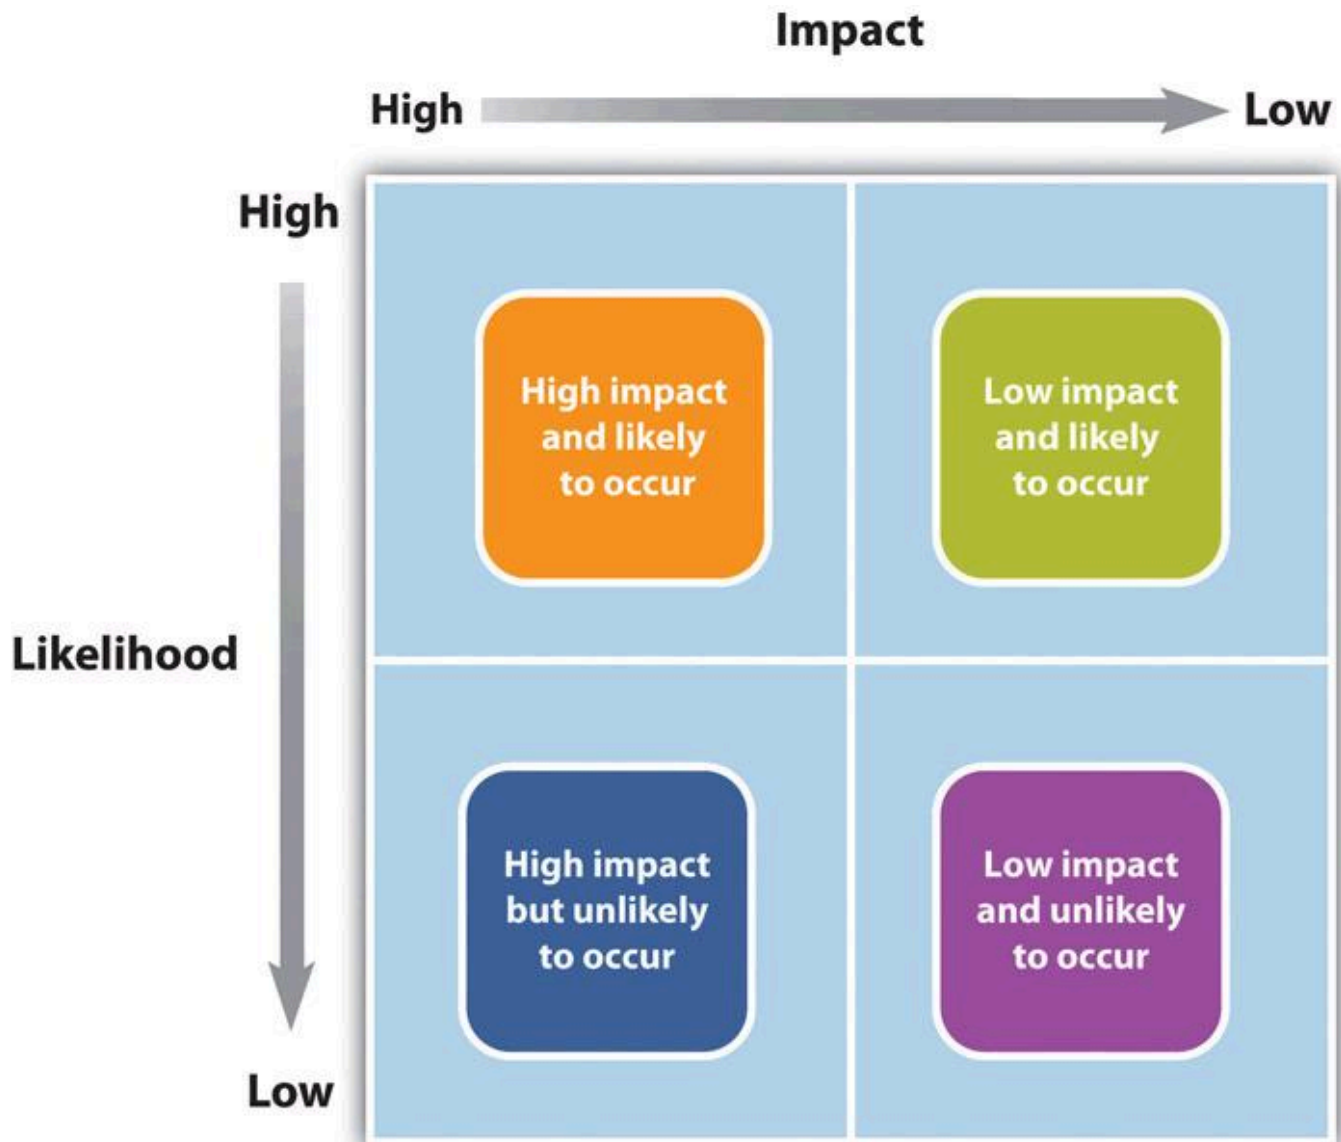 Impact
High
Low
High
High impact
and likely
to occur
Low impact
and likely
to occur
Likelihood
High impact
but unlikely
to occur
Low impact
and unlikely
to occur
Low